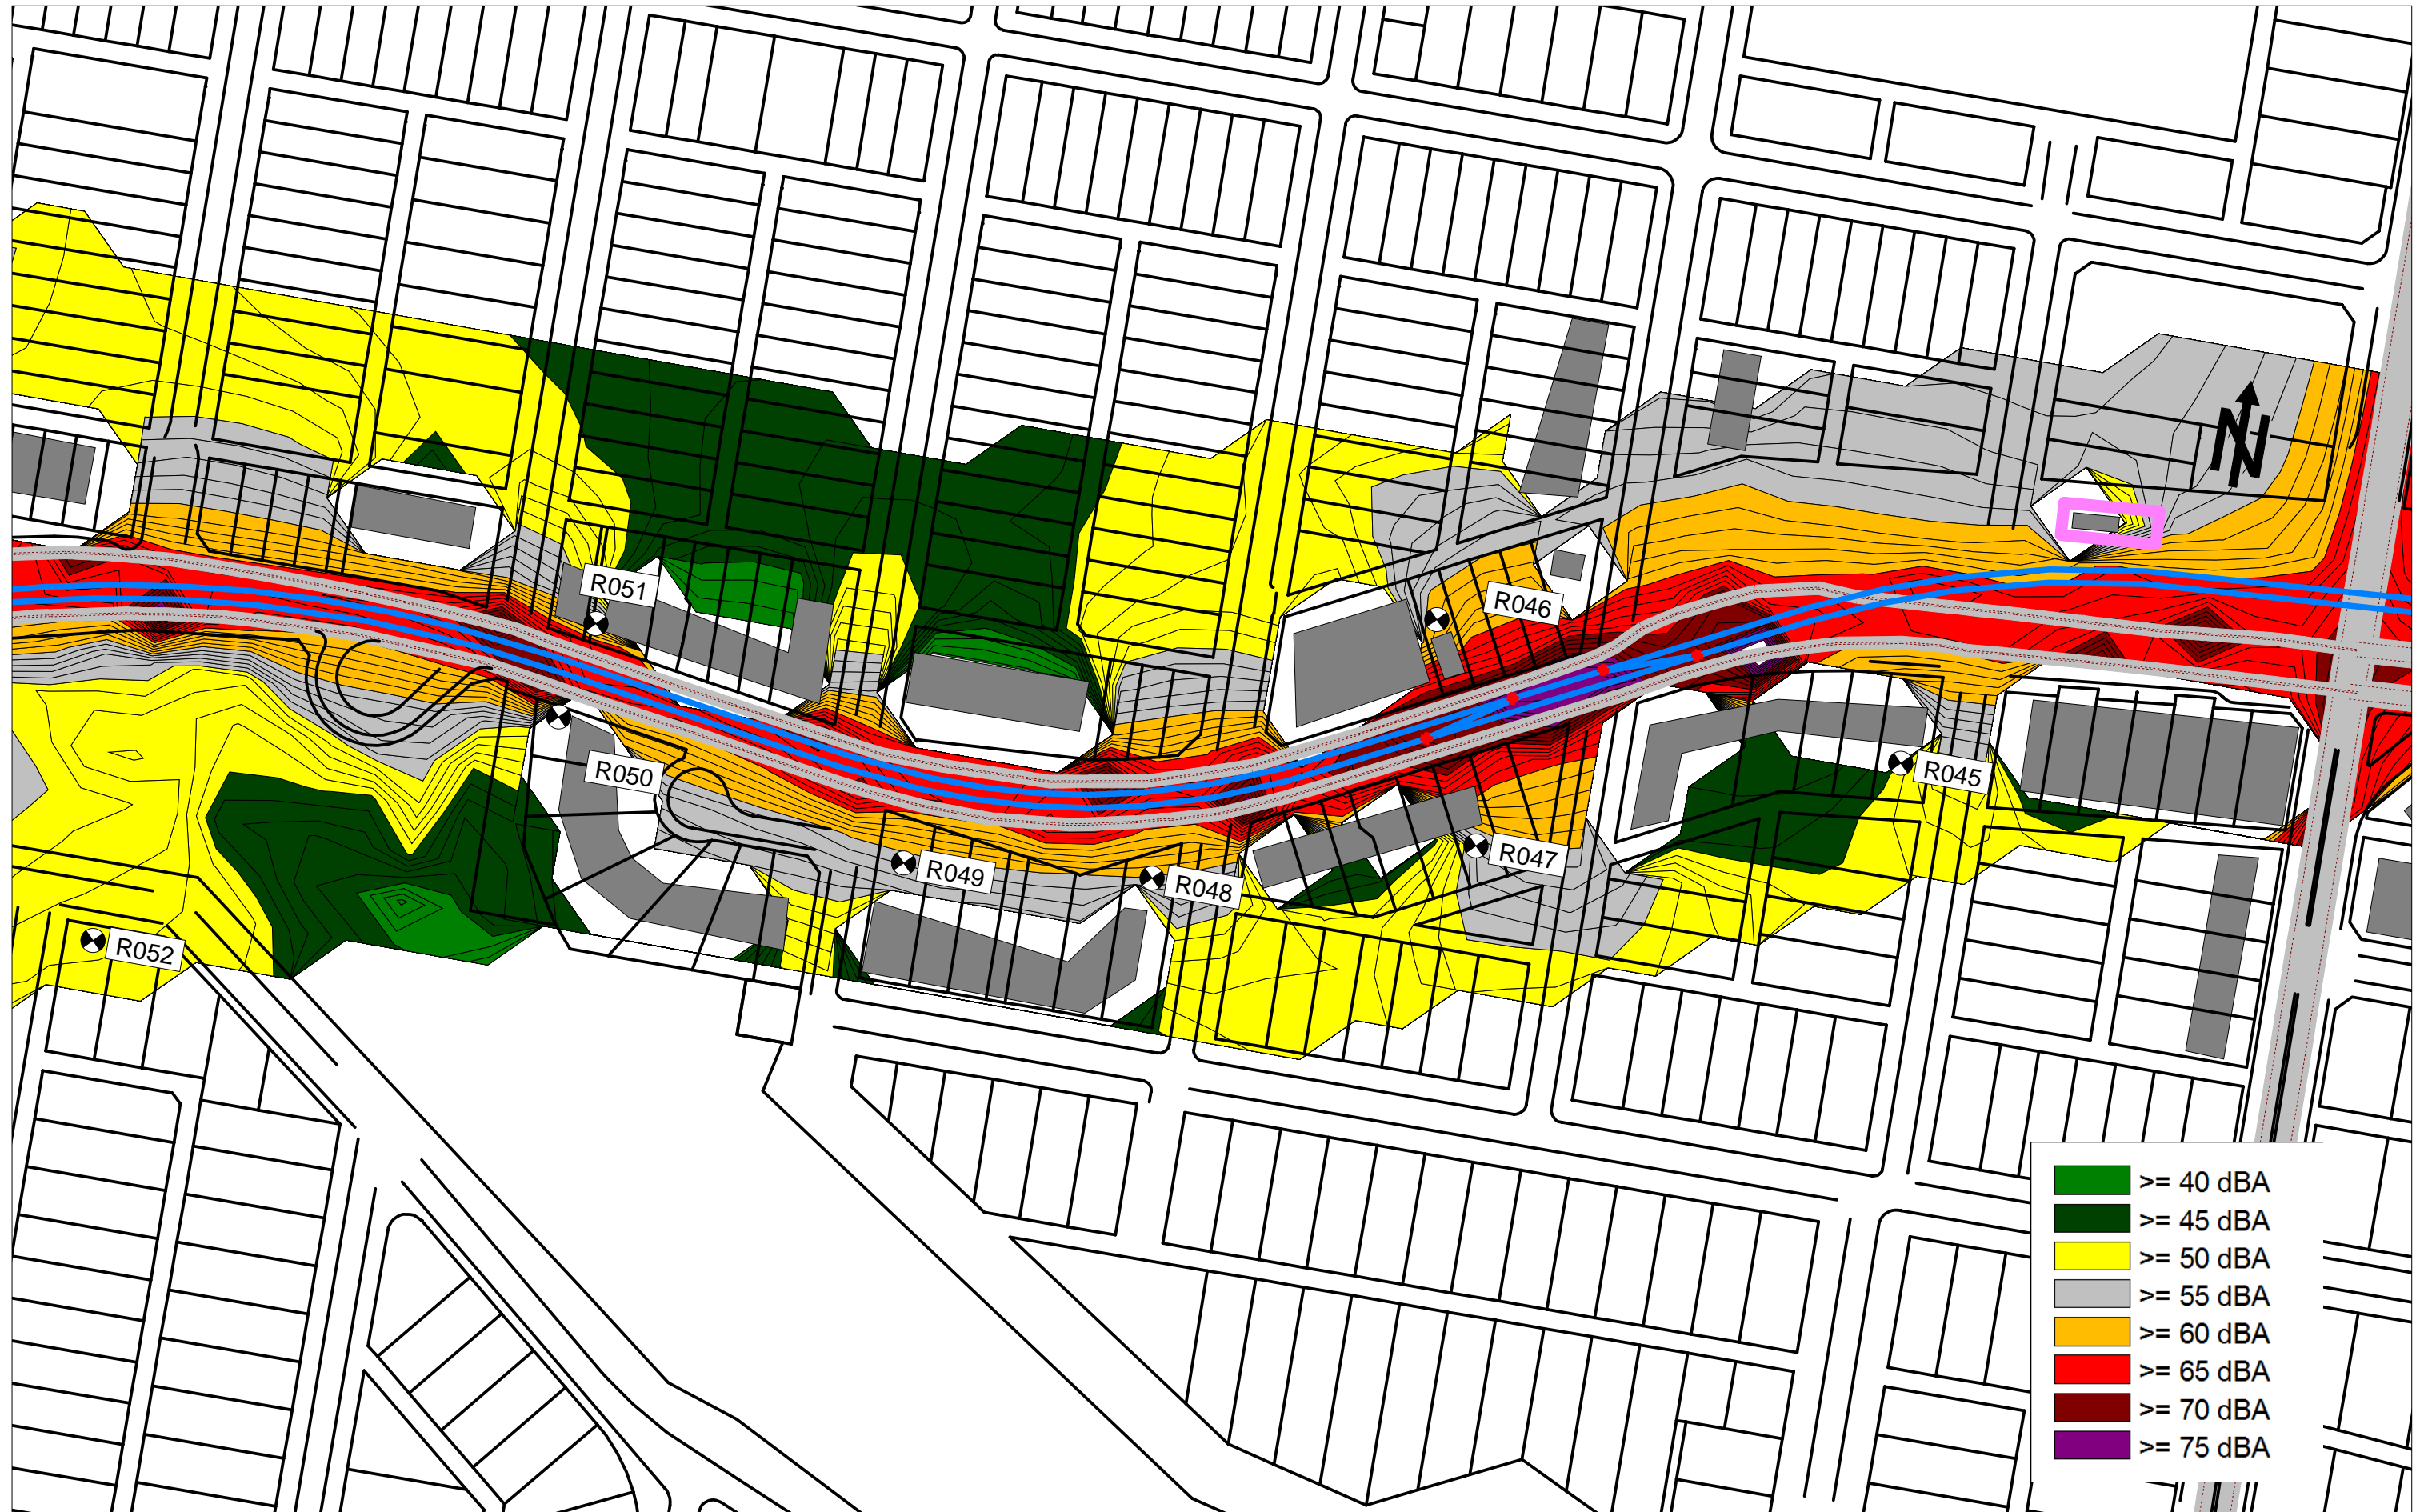 R051
R046
R050
R045
R049
R047
R048
R052
N
>= 40 dBA
>= 45 dBA
>= 50 dBA
>= 55 dBA
>= 60 dBA
>= 65 dBA
>= 70 dBA
>= 75 dBA